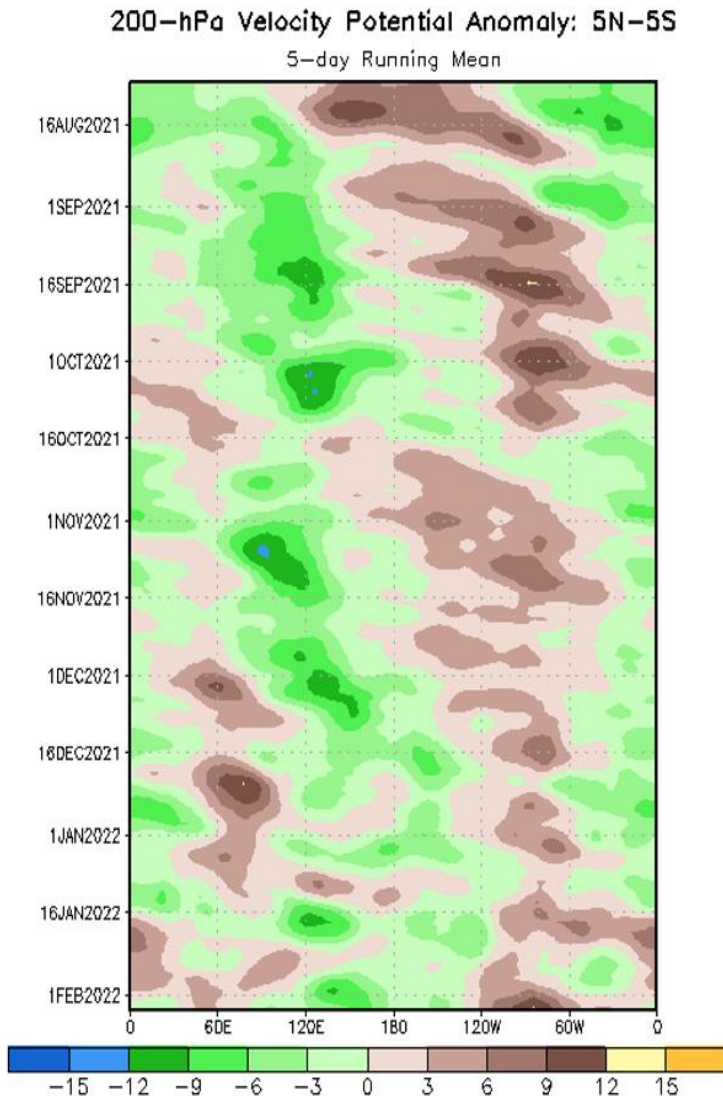 200-hPa Velocity Potential Anomaly: 5N-5S
5-day Running Mean
16AUG2021
1SEP2021
16SEP2021
1OCT2021
16OCT2021
1NOV2021
16NOV2021
1DEC2021
16DEC2021
1JAN2022
16JAN2022
1FEB2022
0 60E 120E 180 120W 60W 0
-15 -12 -9 -6 -3 0 3 6 9 12 15